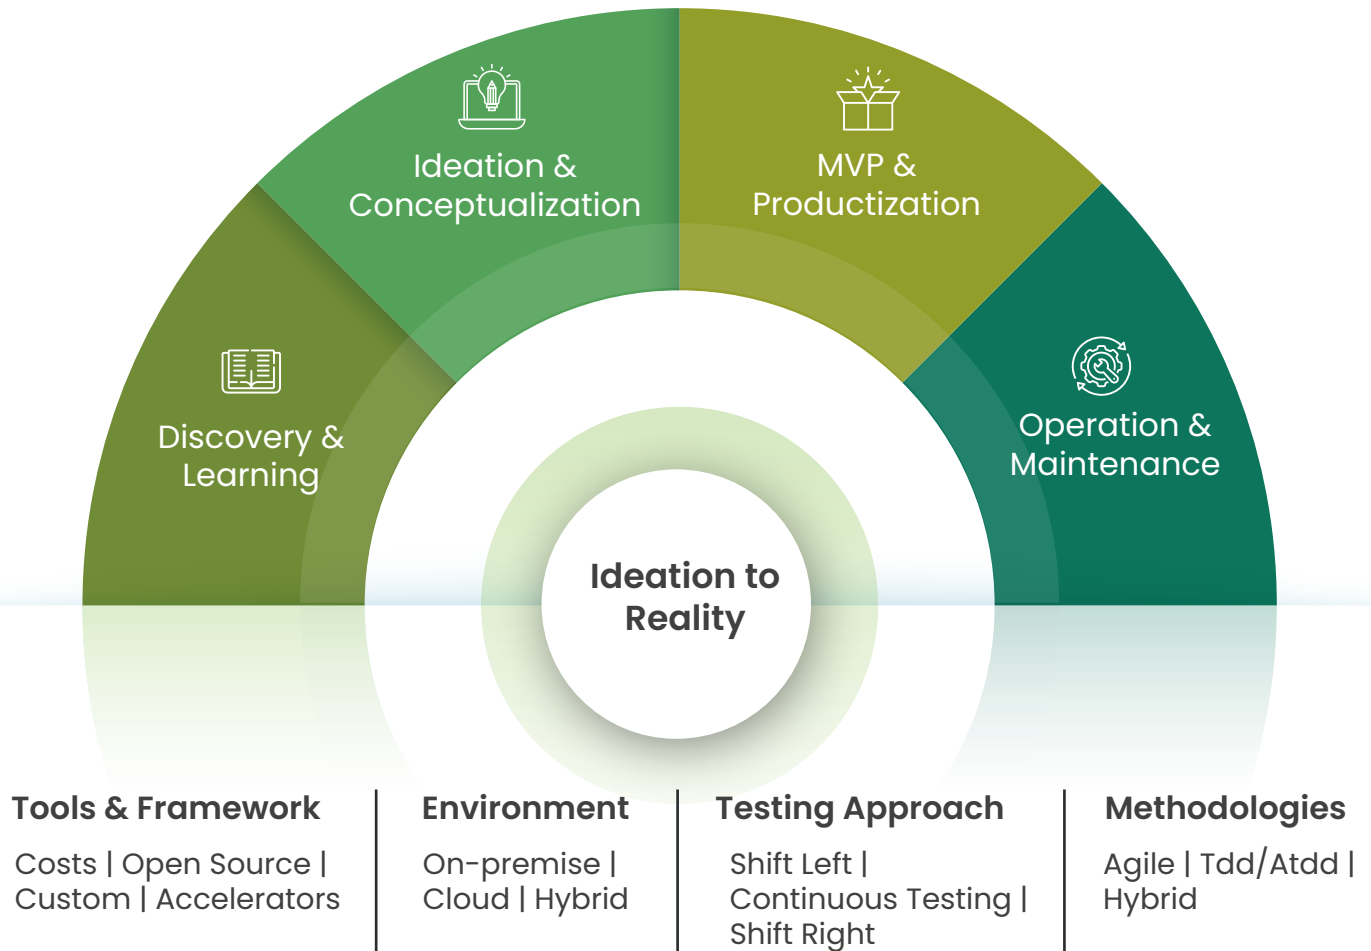 Ideation &
Conceptualization
MVP &
Productization
Discovery &
Learning
Operation &
Maintenance
Ideation to
Reality
Tools & Framework
Costs | Open Source |
Custom | Accelerators
Environment
On-premise |
Cloud | Hybrid
Testing Approach
Shift Left |
Continuous Testing |
Shift Right
Methodologies
Agile | Tdd/Atdd |
Hybrid